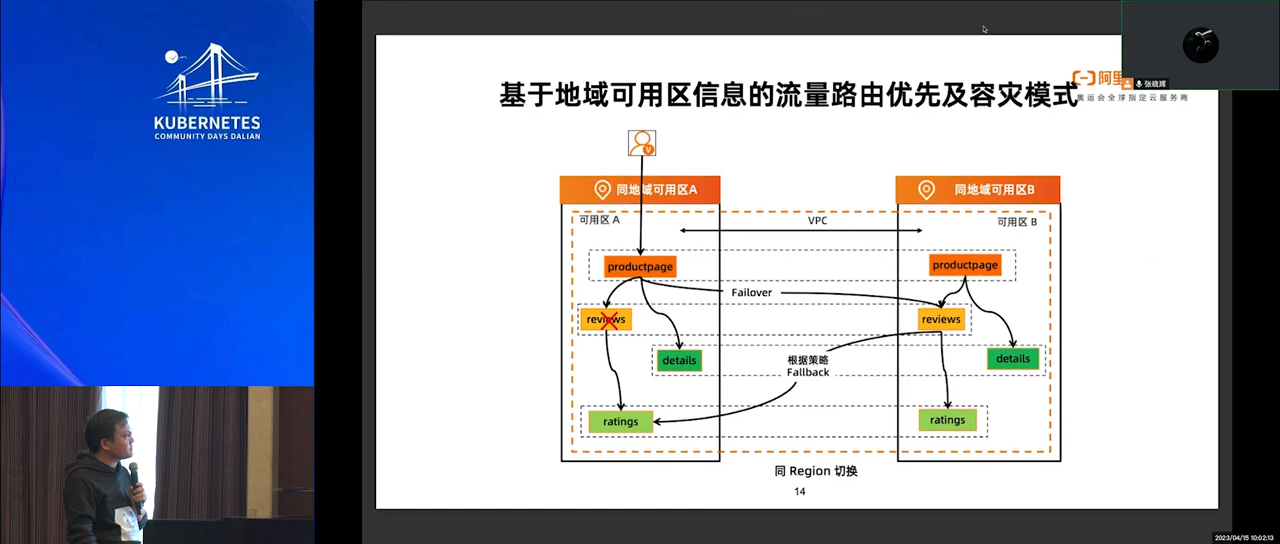 KUBERNETES
COMMUNITY DAYS DALIAN
基于地域可用区信息的流量路由优先及容灾模式
阿里
奥运会全球指定云服务商
张晓辉
同地域可用区A
同地域可用区B
可用区 A
VPC
可用区 B
productpage
productpage
Failover
reviews
reviews
details
根据策略
Fallback
details
ratings
ratings
同 Region 切换
14
2023/04/15 10:02:13